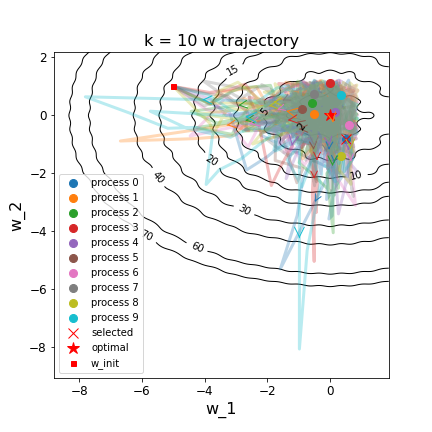 k = 10 w trajectory
w_2
2
0
−2
−4
−6
−8
15
5
2
10
20
30
40
60
70
process 0
process 1
process 2
process 3
process 4
process 5
process 6
process 7
process 8
process 9
selected
optimal
w_init
−8
−6
−4
−2
0
w_1